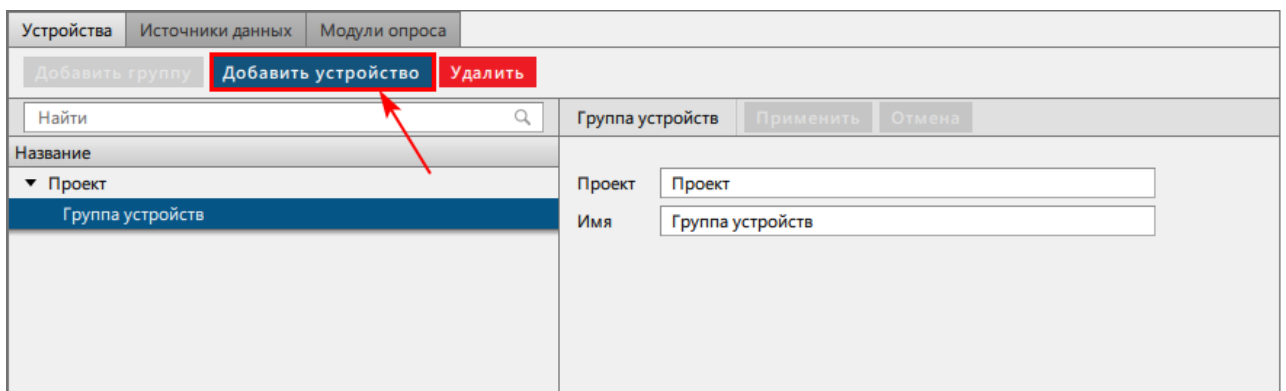 Устройства Источники данных Модули опроса
Добавить группу Добавить устройство Удалить
Найти
Группа устройств Применить Отмена
Название
Проект
Группа устройств
Проект Проект
Имя Группа устройств